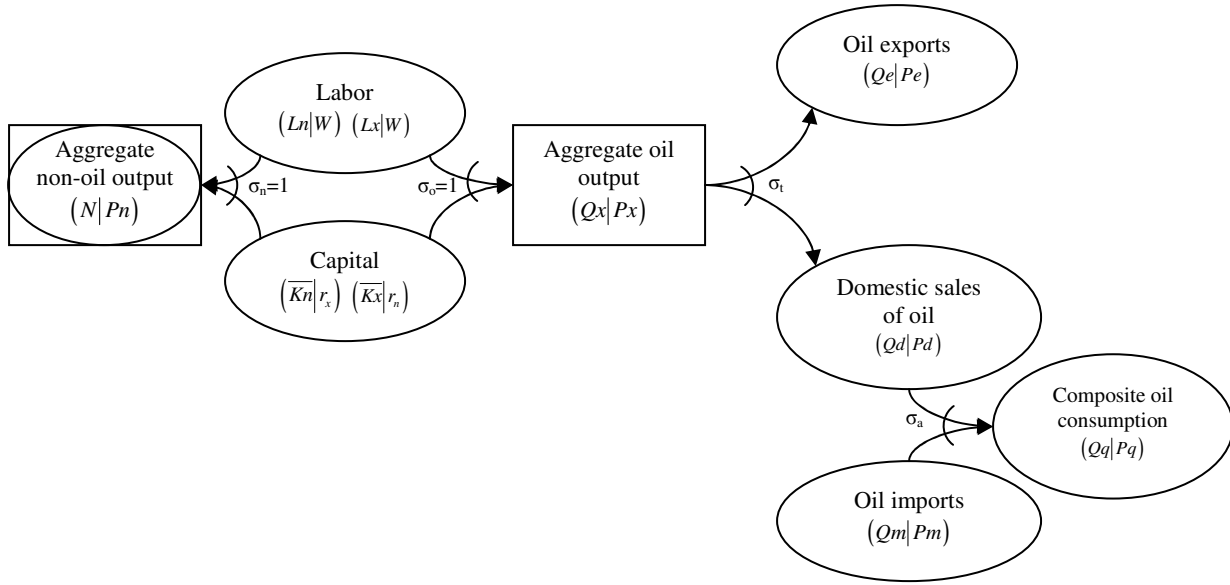 Aggregate
non-oil output
(N|Pn)
Labor
(Ln|W) (Lx|W)
σₙ=1
σₒ=1
Capital
(K̅n̅|rₓ) (K̅x̅|rₙ)
Aggregate oil
output
(Qx|Px)
σₜ
Oil exports
(Qe|Pe)
Domestic sales
of oil
(Qd|Pd)
σₐ
Composite oil
consumption
(Qq|Pq)
Oil imports
(Qm|Pm)